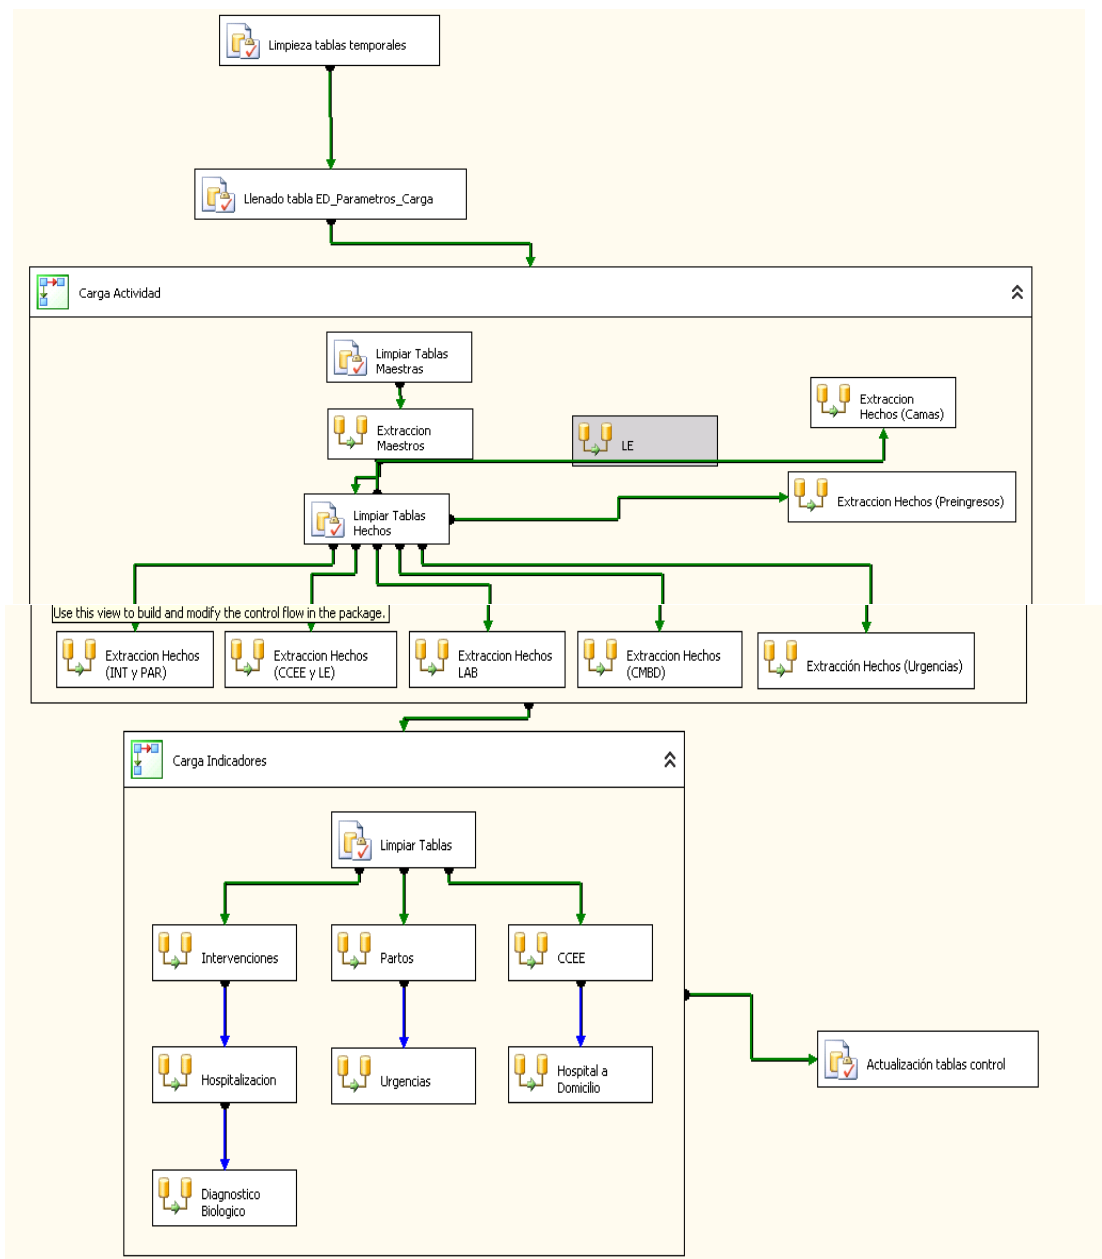 Limpieza tablas temporales
Llenado tabla ED_Parametros_Carga
Carga Actividad
Limpiar Tablas
Maestras
Extraccion
Maestros
LE
Extraccion
Hechos (Camas)
Extraccion Hechos (Preingresos)
Limpiar Tablas
Hechos
Use this view to build and modify the control flow in the package.
Extraccion Hechos
(INT y PAR)
Extraccion Hechos
(CCEE y LE)
Extraccion Hechos
LAB
Extraccion Hechos
(CMBD)
Extracción Hechos (Urgencias)
Carga Indicadores
Limpiar Tablas
Intervenciones
Partos
CCEE
Hospitalizacion
Urgencias
Hospital a
Domicilio
Actualización tablas control
Diagnostico
Biologico